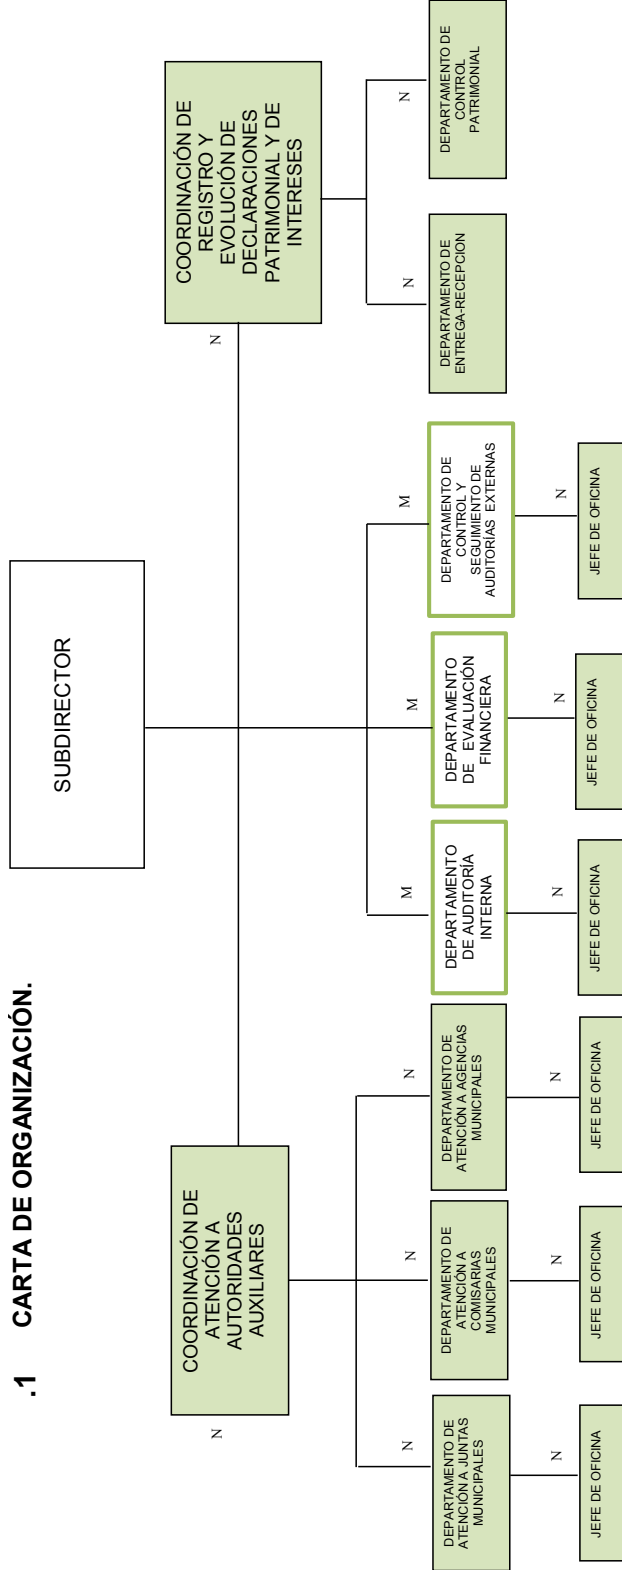 .1 CARTA DE ORGANIZACIÓN.
SUBDIRECTOR
N
COORDINACIÓN DE
ATENCIÓN A
AUTORIDADES
AUXILIARES
N
COORDINACIÓN DE
REGISTRO Y
EVOLUCIÓN DE
DECLARACIONES
PATRIMONIAL Y DE
INTERESES
N
N
N
M
M
M
N
N
DEPARTAMENTO DE
ATENCIÓN A JUNTAS
MUNICIPALES
DEPARTAMENTO DE
ATENCIÓN A
COMISARIAS
MUNICIPALES
DEPARTAMENTO DE
ATENCIÓN A AGENCIAS
MUNICIPALES
DEPARTAMENTO
DE AUDITORÍA
INTERNA
DEPARTAMENTO
DE EVALUACIÓN
FINANCIERA
DEPARTAMENTO DE
CONTROL Y
SEGUIMIENTO DE
AUDITORÍAS EXTERNAS
DEPARTAMENTO DE
ENTREGA-RECEPCION
DEPARTAMENTO DE
CONTROL
PATRIMONIAL
N
N
N
N
N
N
JEFE DE OFICINA
JEFE DE OFICINA
JEFE DE OFICINA
JEFE DE OFICINA
JEFE DE OFICINA
JEFE DE OFICINA